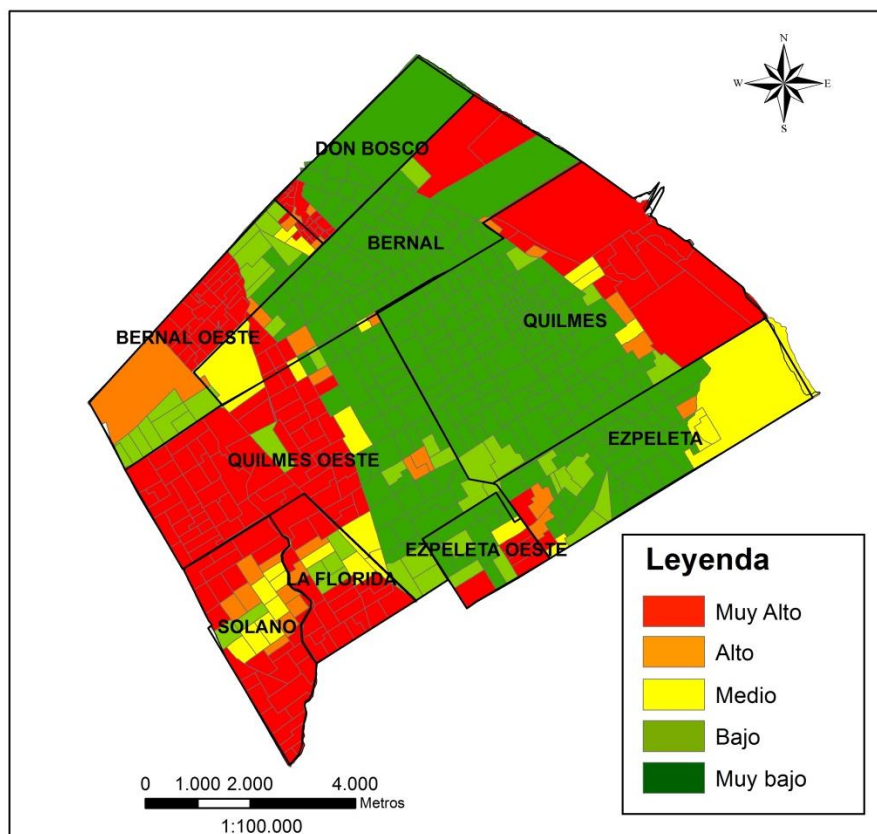 N
W E
S
DON BOSCO
BERNAL
QUILMES
BERNAL OESTE
EZPELETA
QUILMES OESTE
EZPELETA OESTE
LA FLORIDA
SOLANO
Leyenda
Muy Alto
Alto
Medio
Bajo
Muy bajo
0 1.000 2.000 4.000
Metros
1:100.000